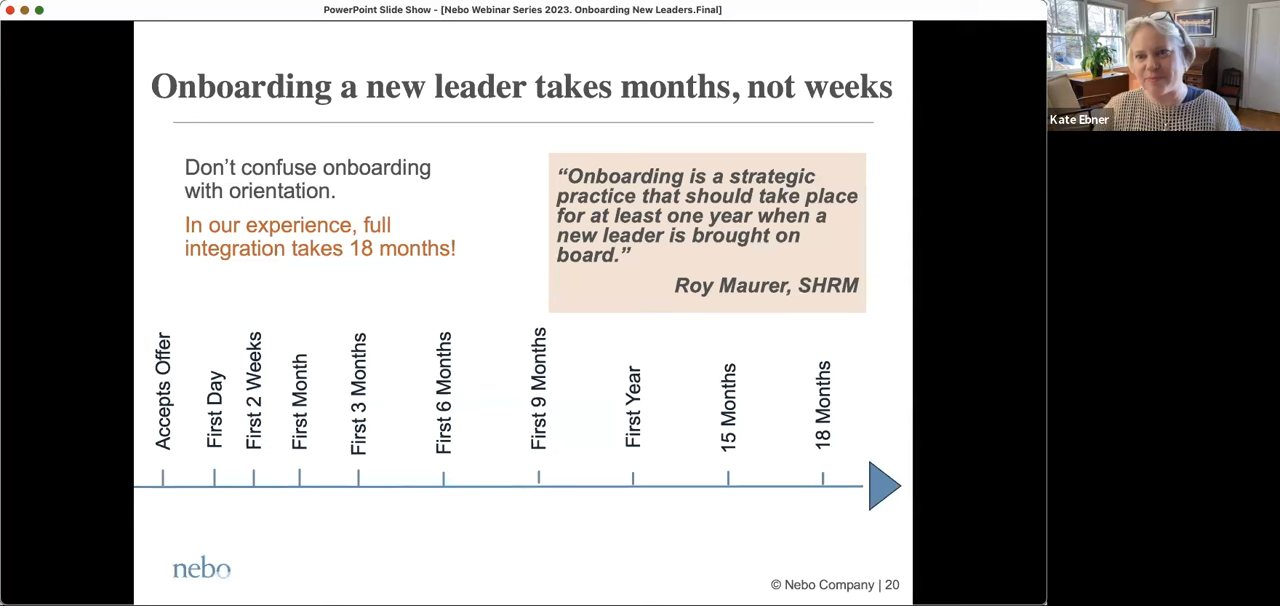 PowerPoint Slide Show - [Nebo Webinar Series 2023. Onboarding New Leaders.Final]
Onboarding a new leader takes months, not weeks
Don’t confuse onboarding
with orientation.
In our experience, full
integration takes 18 months!
“Onboarding is a strategic
practice that should take place
for at least one year when a
new leader is brought on
board.”
Roy Maurer, SHRM
Accepts Offer
First Day
First 2 Weeks
First Month
First 3 Months
First 6 Months
First 9 Months
First Year
15 Months
18 Months
nebo
© Nebo Company | 20
Kate Ebner